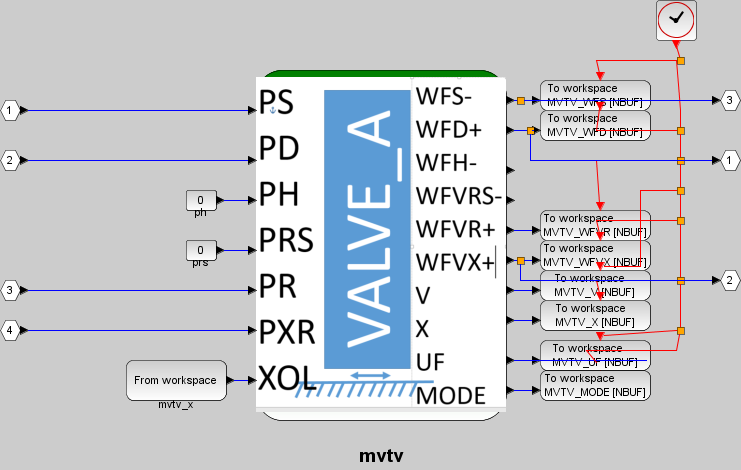 1
2
0
ph
0
prs
3
4
From workspace
mvtv_x
PS
PD
PH
PRS
PR
PXR
XOL
VALVE_A
WFS-
WFD+
WFH-
WFVRS-
WFVR+
WFVX+
V
X
UF
MODE
To workspace
MVTV_WFS [NBUF]
To workspace
MVTV_WFD [NBUF]
To workspace
MVTV_WFVR [NBUF]
To workspace
MVTV_WFVX [NBUF]
To workspace
MVTV_V [NBUF]
To workspace
MVTV_X [NBUF]
To workspace
MVTV_UF [NBUF]
To workspace
MVTV_MODE [NBUF]
3
1
2
mvtv